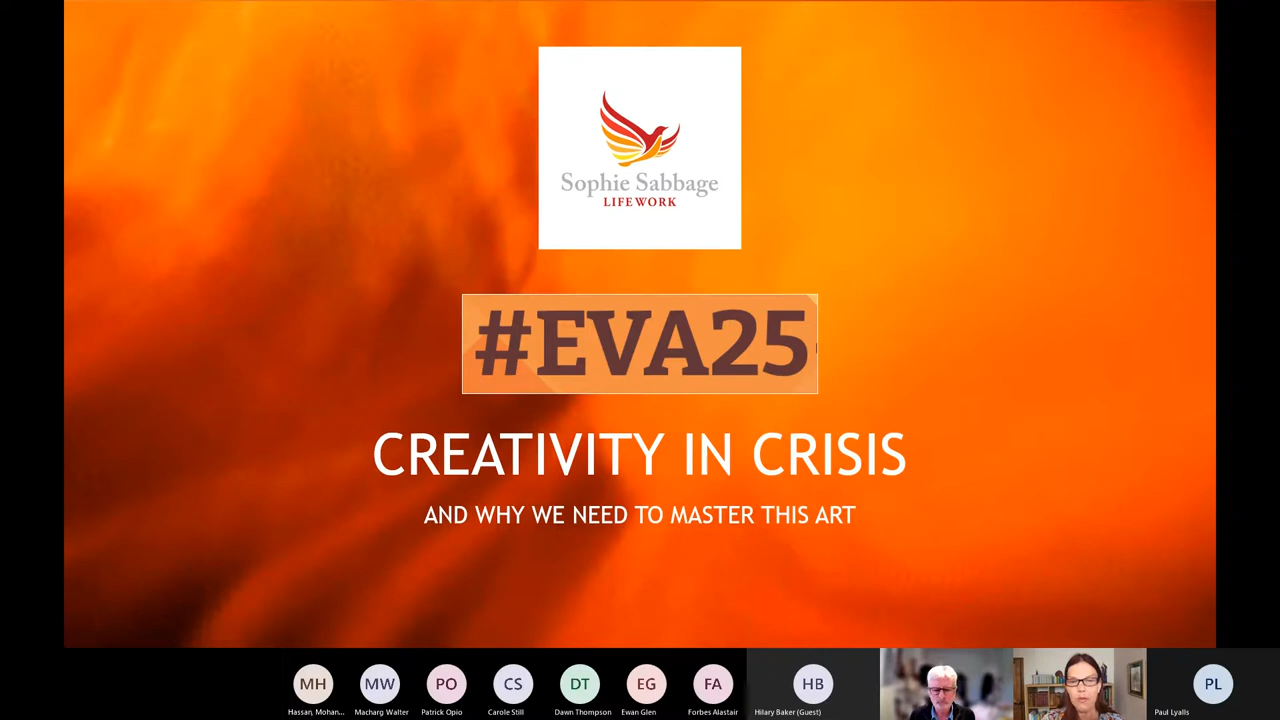 Sophie Sabbage
LIFEWORK
#EVA25
CREATIVITY IN CRISIS
AND WHY WE NEED TO MASTER THIS ART
MH
MW
PO
CS
DT
EG
FA
HB
PL
Hassan, Mohan...
Macharg Walter
Patrick Opio
Carole Still
Dawn Thompson
Ewan Glen
Forbes Alastair
Hilary Baker (Guest)
Paul Lyalls